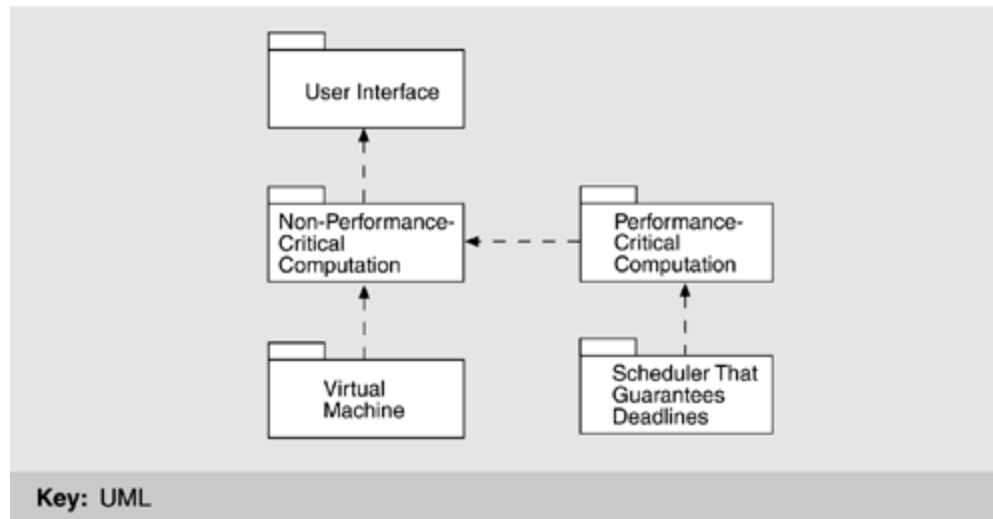 User Interface
Non-Performance-
Critical
Computation
Performance-
Critical
Computation
Virtual
Machine
Scheduler That
Guarantees
Deadlines
Key: UML